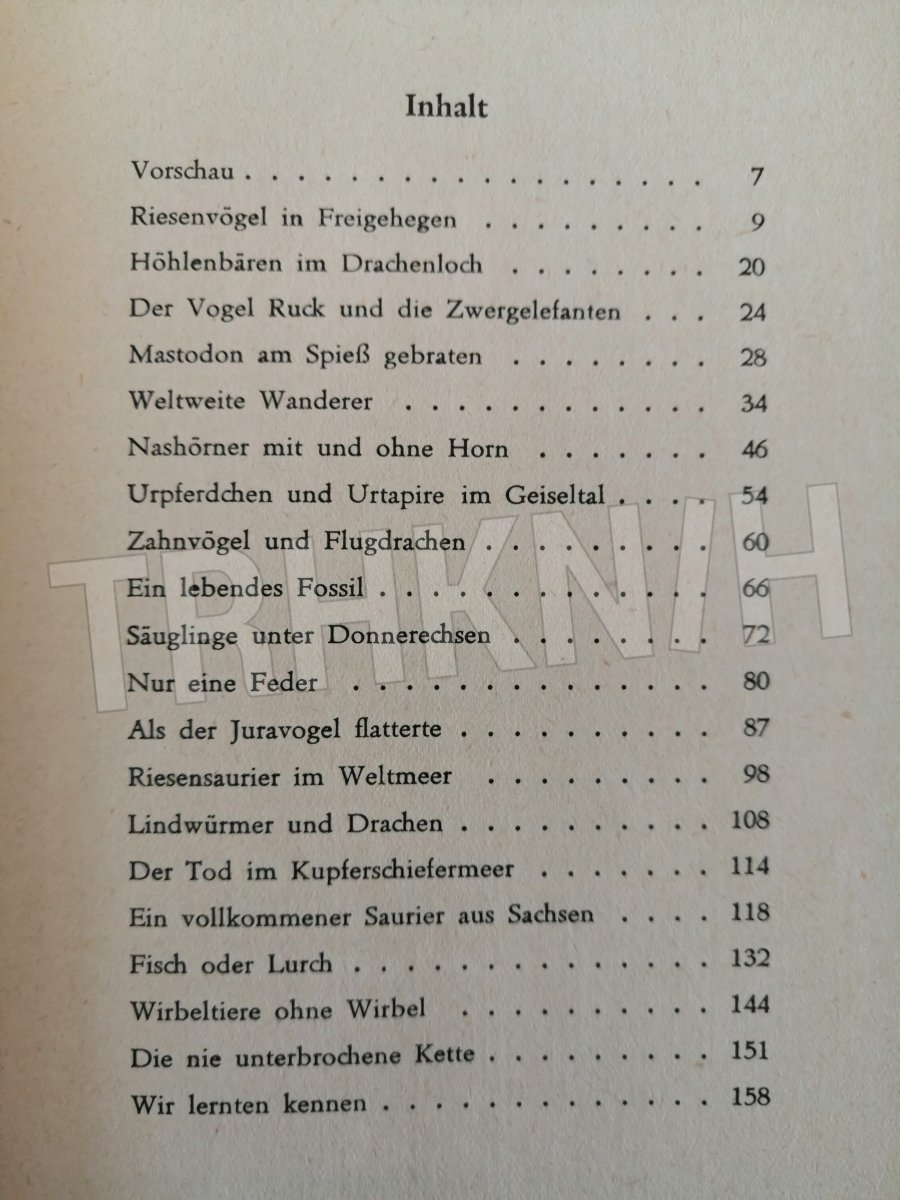 Inhalt
Vorschau . . . . . . . . . . . . . . . . . . 7
Riesenvögel in Freigehegen . . . . . . . . . 9
Höhlenbären im Drachenloch . . . . . . . . 20
Der Vogel Ruck und die Zwergelefanten . . . 24
Mastodon am Spieß gebraten . . . . . . . . 28
Weltweite Wanderer . . . . . . . . . . . . 34
Nashörner mit und ohne Horn . . . . . . . 46
Urpferdchen und Urtapire im Geiseltal . . . . 54
Zahnvögel und Flugdrachen . . . . . . . . . 60
Ein lebendes Fossil . . . . . . . . . . . . . 66
Säuglinge unter Donnerechsen . . . . . . . . 72
Nur eine Feder . . . . . . . . . . . . . . 80
Als der Juravogel flatterte . . . . . . . . . . 87
Riesensaurier im Weltmeer . . . . . . . . . 98
Lindwürmer und Drachen . . . . . . . . . . 108
Der Tod im Kupferschiefermeer . . . . . . . 114
Ein vollkommener Saurier aus Sachsen . . . . 118
Fisch oder Lurch . . . . . . . . . . . . . . 132
Wirbeltiere ohne Wirbel . . . . . . . . . . 144
Die nie unterbrochene Kette . . . . . . . . . 151
Wir lernten kennen . . . . . . . . . . . . . 158
TRHKN/H